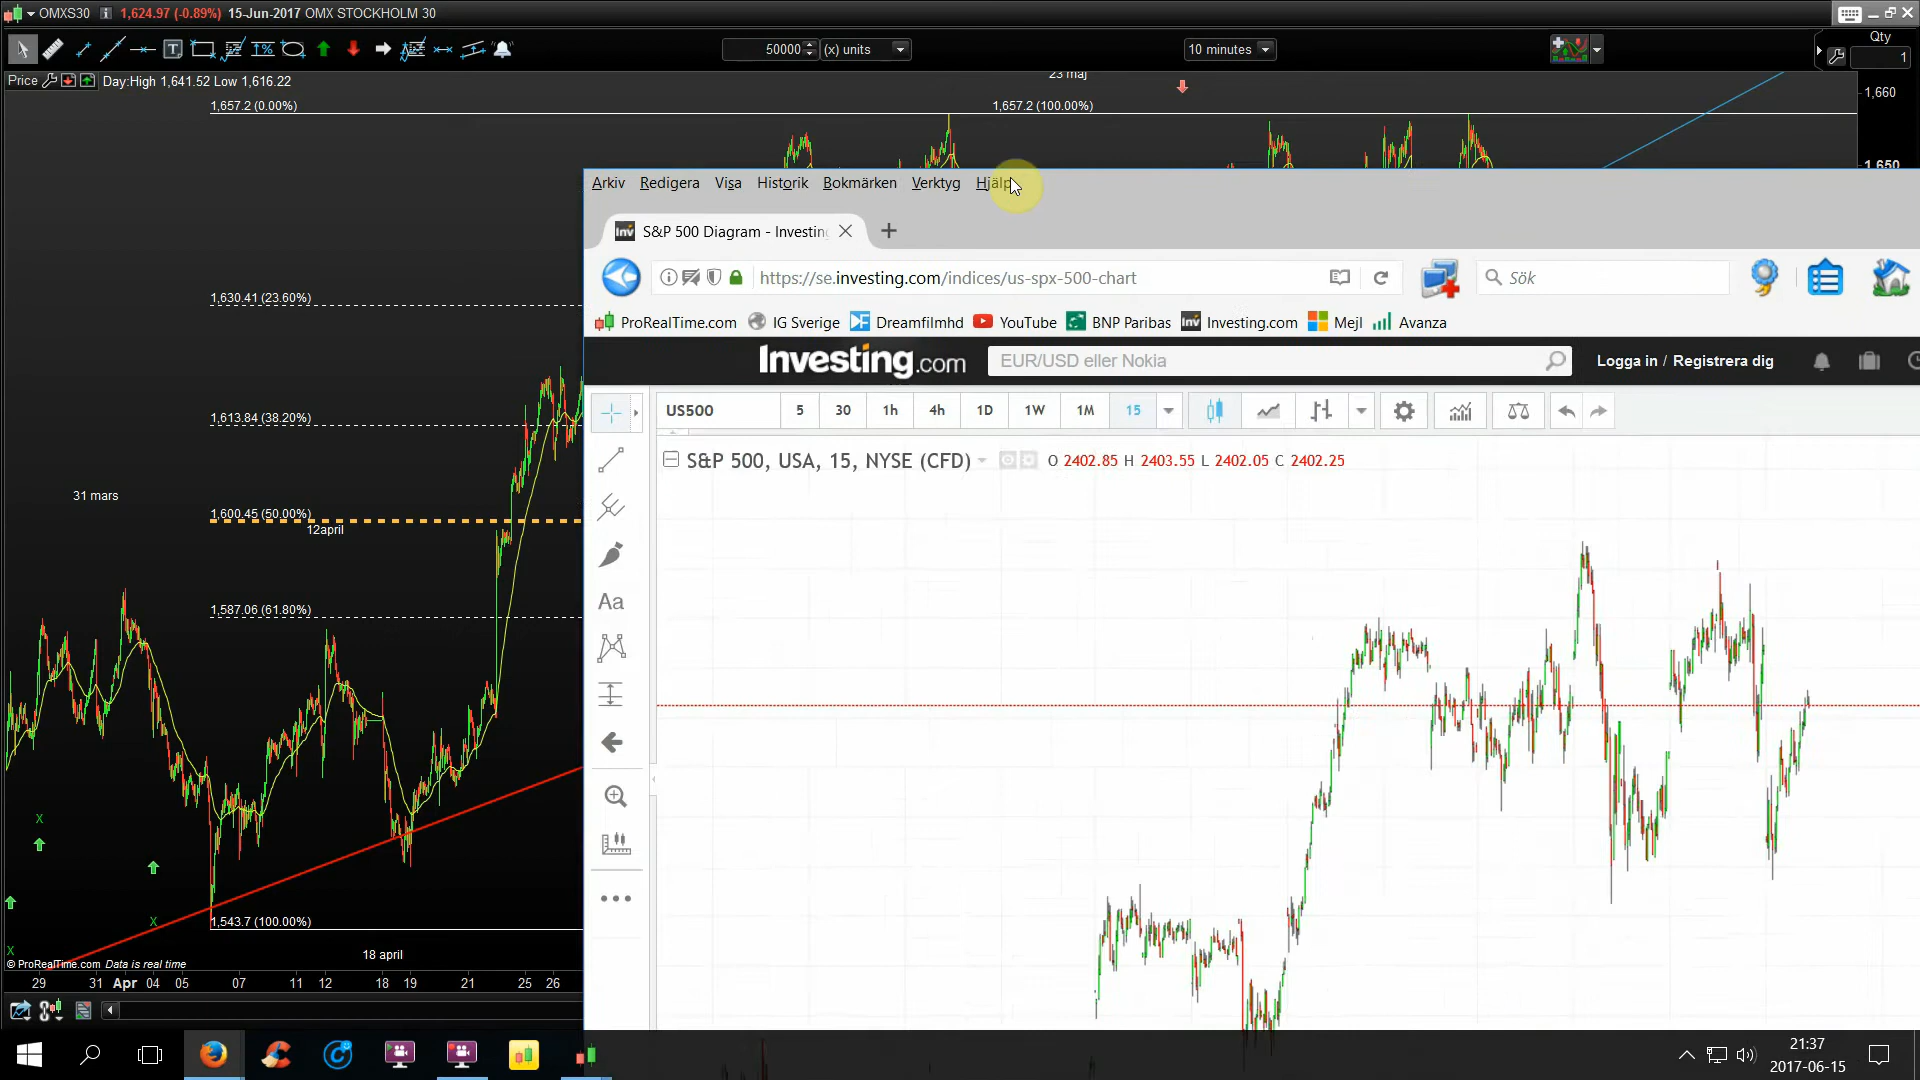 OMXS30 1,624.97 (-0.89%) 15-Jun-2017 OMX STOCKHOLM 30
50000 (x) units 10 minutes Qty
1
Price Day:High 1,641.52 Low 1,616.22
23 maj
1,660
1,657.2 (0.00%) 1,657.2 (100.00%)
1,650
Arkiv Redigera Visa Historik Bokmärken Verktyg Hjälp
S&P 500 Diagram - Investin
https://se.investing.com/indices/us-spx-500-chart Sök
1,630.41 (23.60%)
ProRealTime.com IG Sverige Dreamfilmhd YouTube BNP Paribas Investing.com Mejl Avanza
Investing.com EUR/USD eller Nokia Logga in / Registrera dig
US500 5 30 1h 4h 1D 1W 1M 15
1,613.84 (38.20%)
S&P 500, USA, 15, NYSE (CFD) O 2402.85 H 2403.55 L 2402.05 C 2402.25
31 mars
1,600.45 (50.00%)
12april
Aa
1,587.06 (61.80%)
X
X
X
1,543.7 (100.00%)
18 april
© ProRealTime.com Data is real time
29 31 Apr 04 05 07 11 12 18 19 21 25 26
21:37
2017-06-15